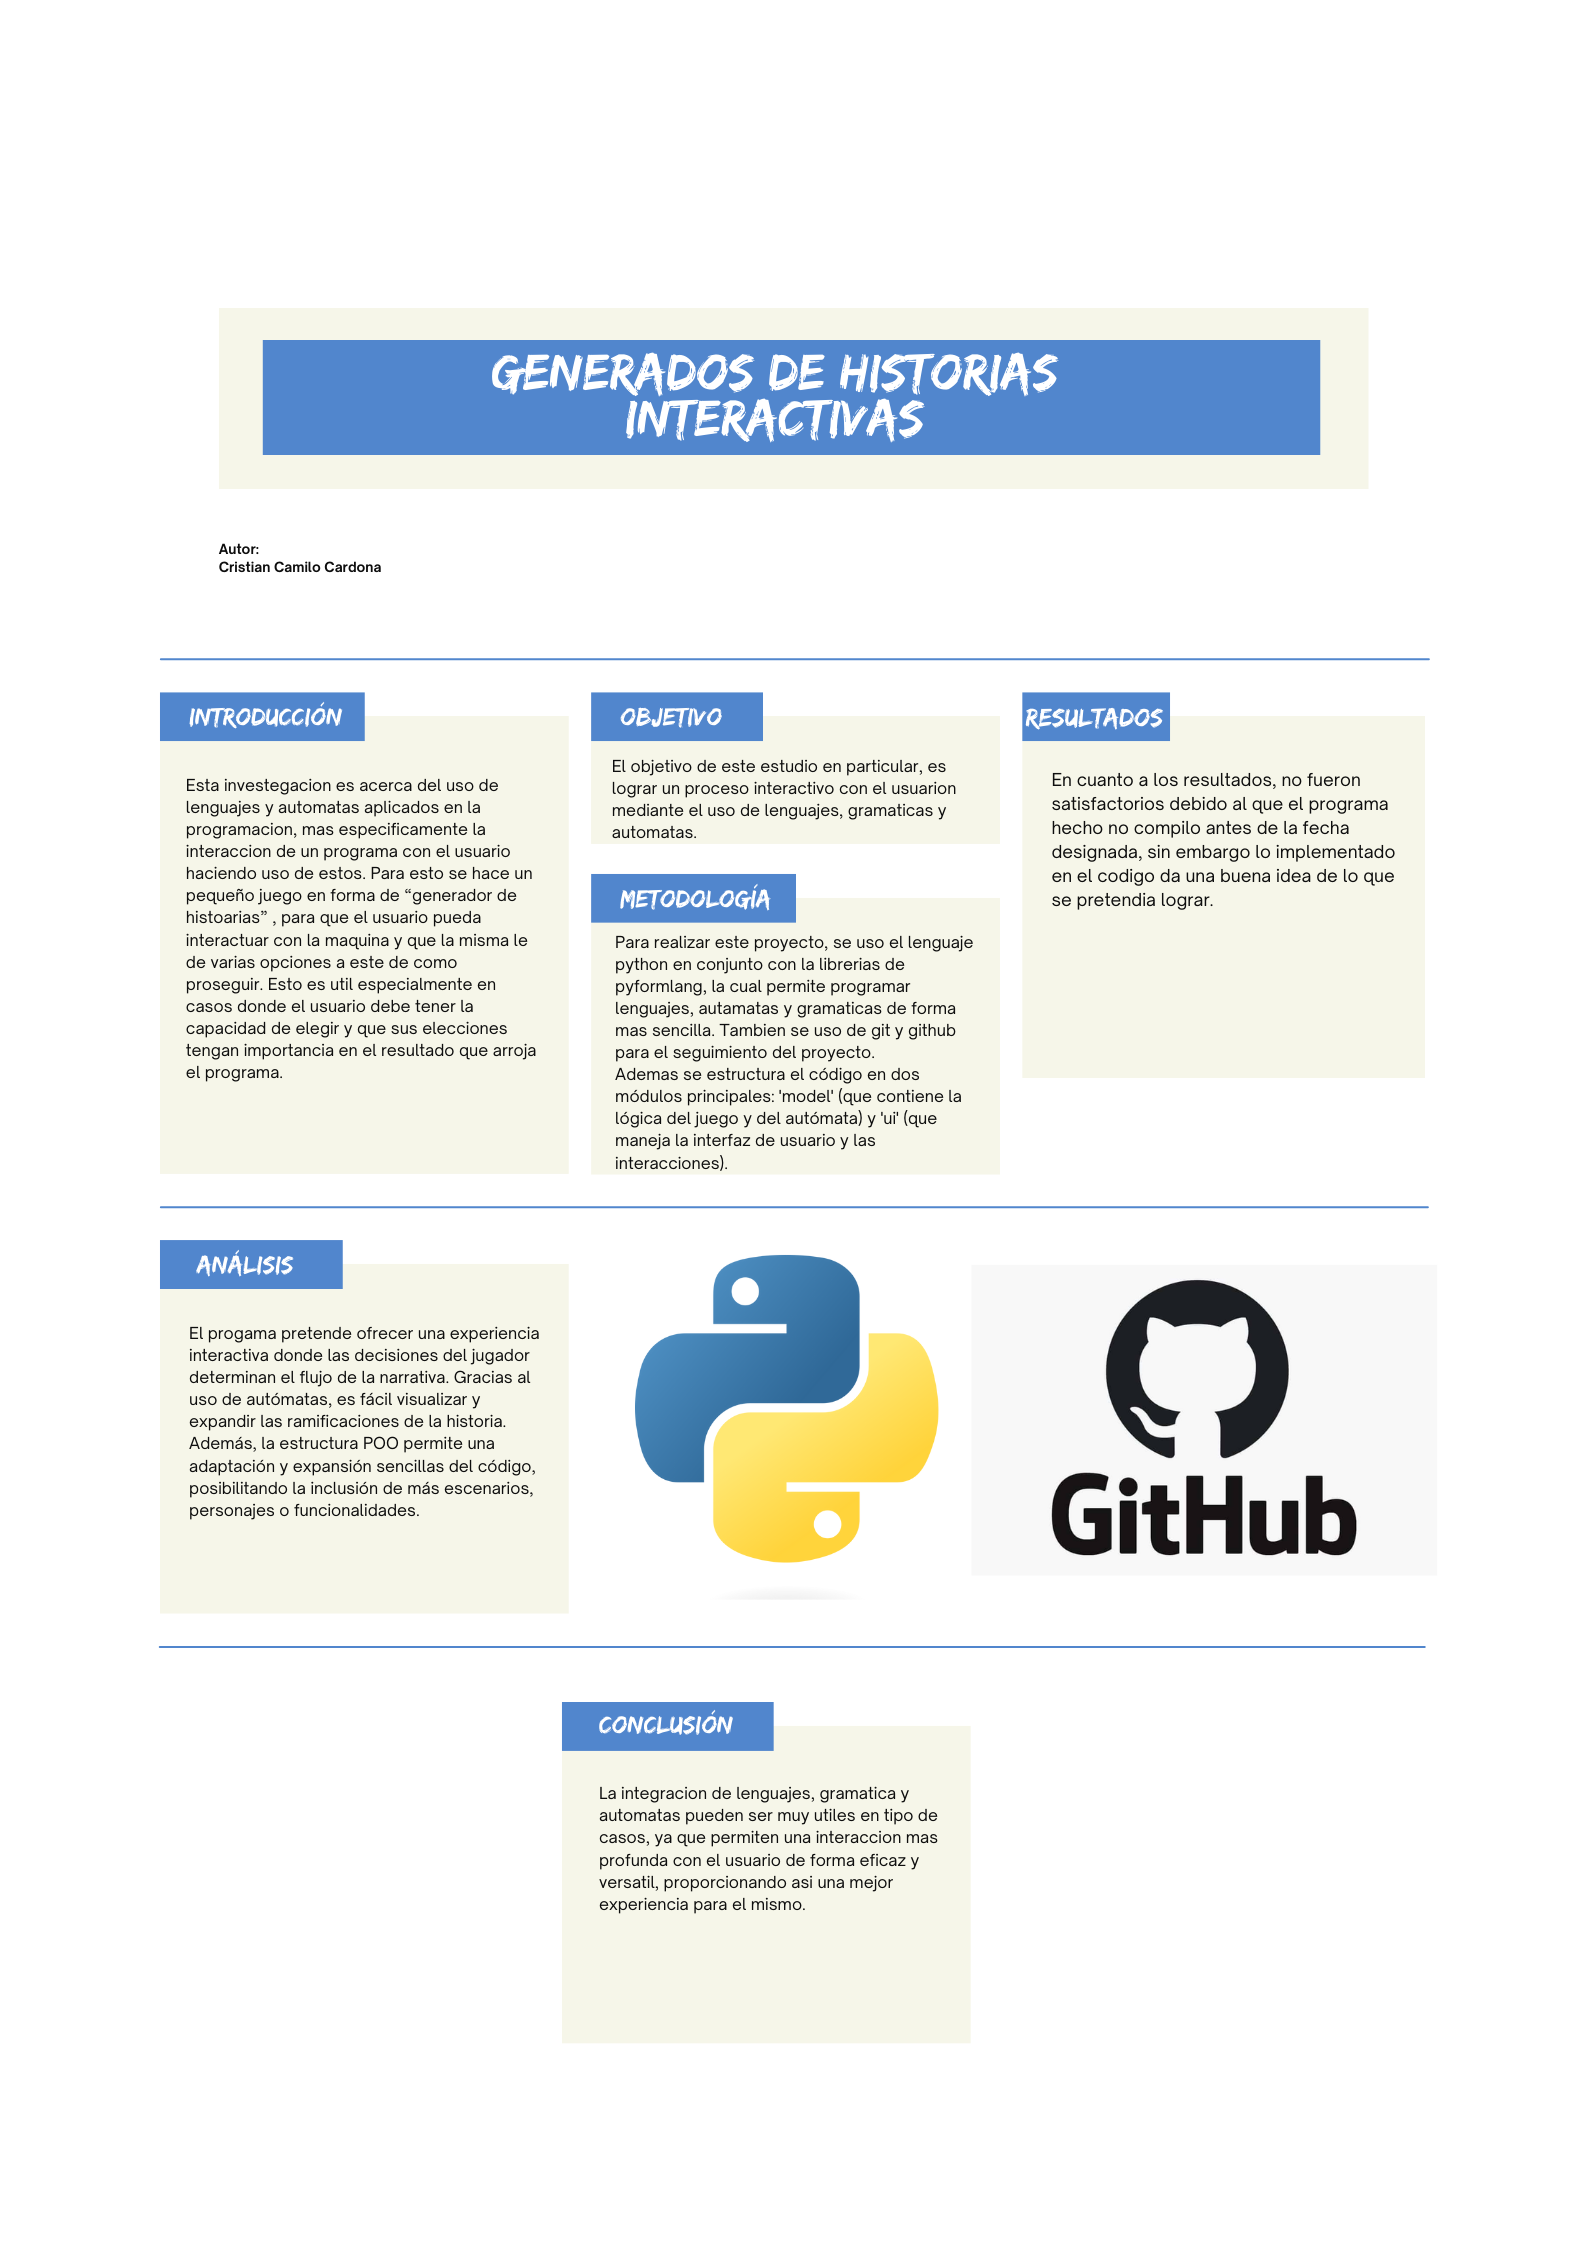 GENERADOS DE HISTORIAS
INTERACTIVAS
Autor:
Cristian Camilo Cardona
INTRODUCCIÓN
Esta investegacion es acerca del uso de
lenguajes y automatas aplicados en la
programacion, mas especificamente la
interaccion de un programa con el usuario
haciendo uso de estos. Para esto se hace un
pequeño juego en forma de “generador de
histoarias” , para que el usuario pueda
interactuar con la maquina y que la misma le
de varias opciones a este de como
proseguir. Esto es util especialmente en
casos donde el usuario debe tener la
capacidad de elegir y que sus elecciones
tengan importancia en el resultado que arroja
el programa.
OBJETIVO
El objetivo de este estudio en particular, es
lograr un proceso interactivo con el usuarion
mediante el uso de lenguajes, gramaticas y
automatas.
METODOLOGÍA
Para realizar este proyecto, se uso el lenguaje
python en conjunto con la librerias de
pyformlang, la cual permite programar
lenguajes, autamatas y gramaticas de forma
mas sencilla. Tambien se uso de git y github
para el seguimiento del proyecto.
Ademas se estructura el código en dos
módulos principales: 'model' (que contiene la
lógica del juego y del autómata) y 'ui' (que
maneja la interfaz de usuario y las
interacciones).
RESULTADOS
En cuanto a los resultados, no fueron
satisfactorios debido al que el programa
hecho no compilo antes de la fecha
designada, sin embargo lo implementado
en el codigo da una buena idea de lo que
se pretendia lograr.
ANÁLISIS
El progama pretende ofrecer una experiencia
interactiva donde las decisiones del jugador
determinan el flujo de la narrativa. Gracias al
uso de autómatas, es fácil visualizar y
expandir las ramificaciones de la historia.
Además, la estructura POO permite una
adaptación y expansión sencillas del código,
posibilitando la inclusión de más escenarios,
personajes o funcionalidades.
GitHub
CONCLUSIÓN
La integracion de lenguajes, gramatica y
automatas pueden ser muy utiles en tipo de
casos, ya que permiten una interaccion mas
profunda con el usuario de forma eficaz y
versatil, proporcionando asi una mejor
experiencia para el mismo.